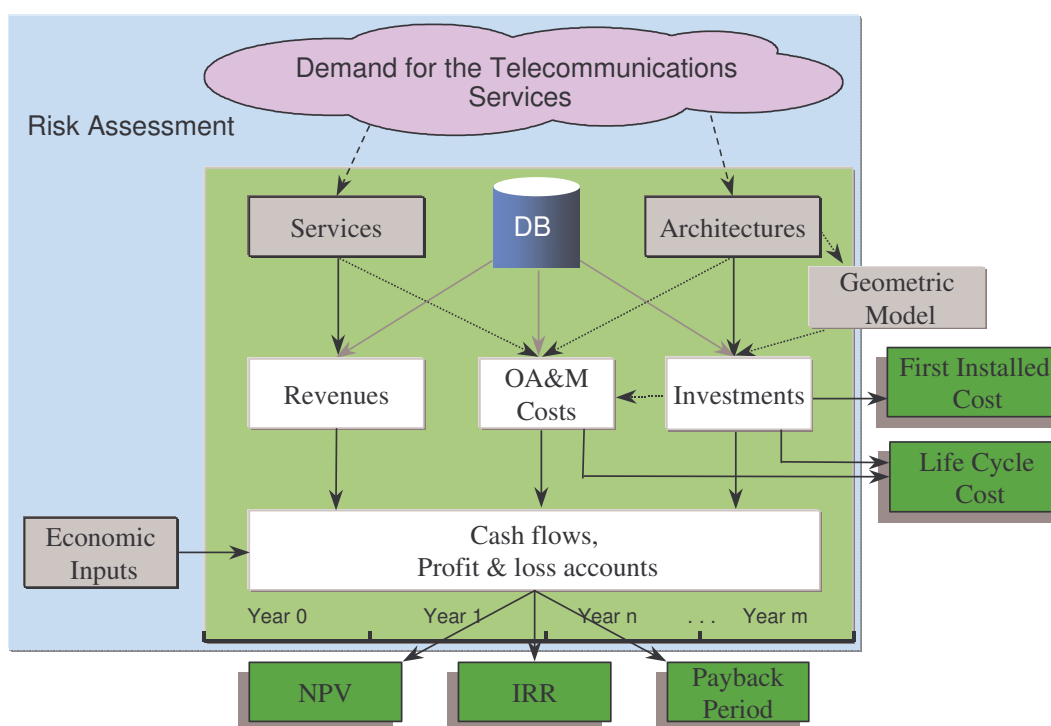 Demand for the Telecommunications
Services
Risk Assessment
Services
DB
Architectures
Geometric
Model
Revenues
OA&M
Costs
Investments
First Installed
Cost
Life Cycle
Cost
Economic
Inputs
Cash flows,
Profit & loss accounts
Year 0
Year 1
Year n
. . .
Year m
NPV
IRR
Payback
Period